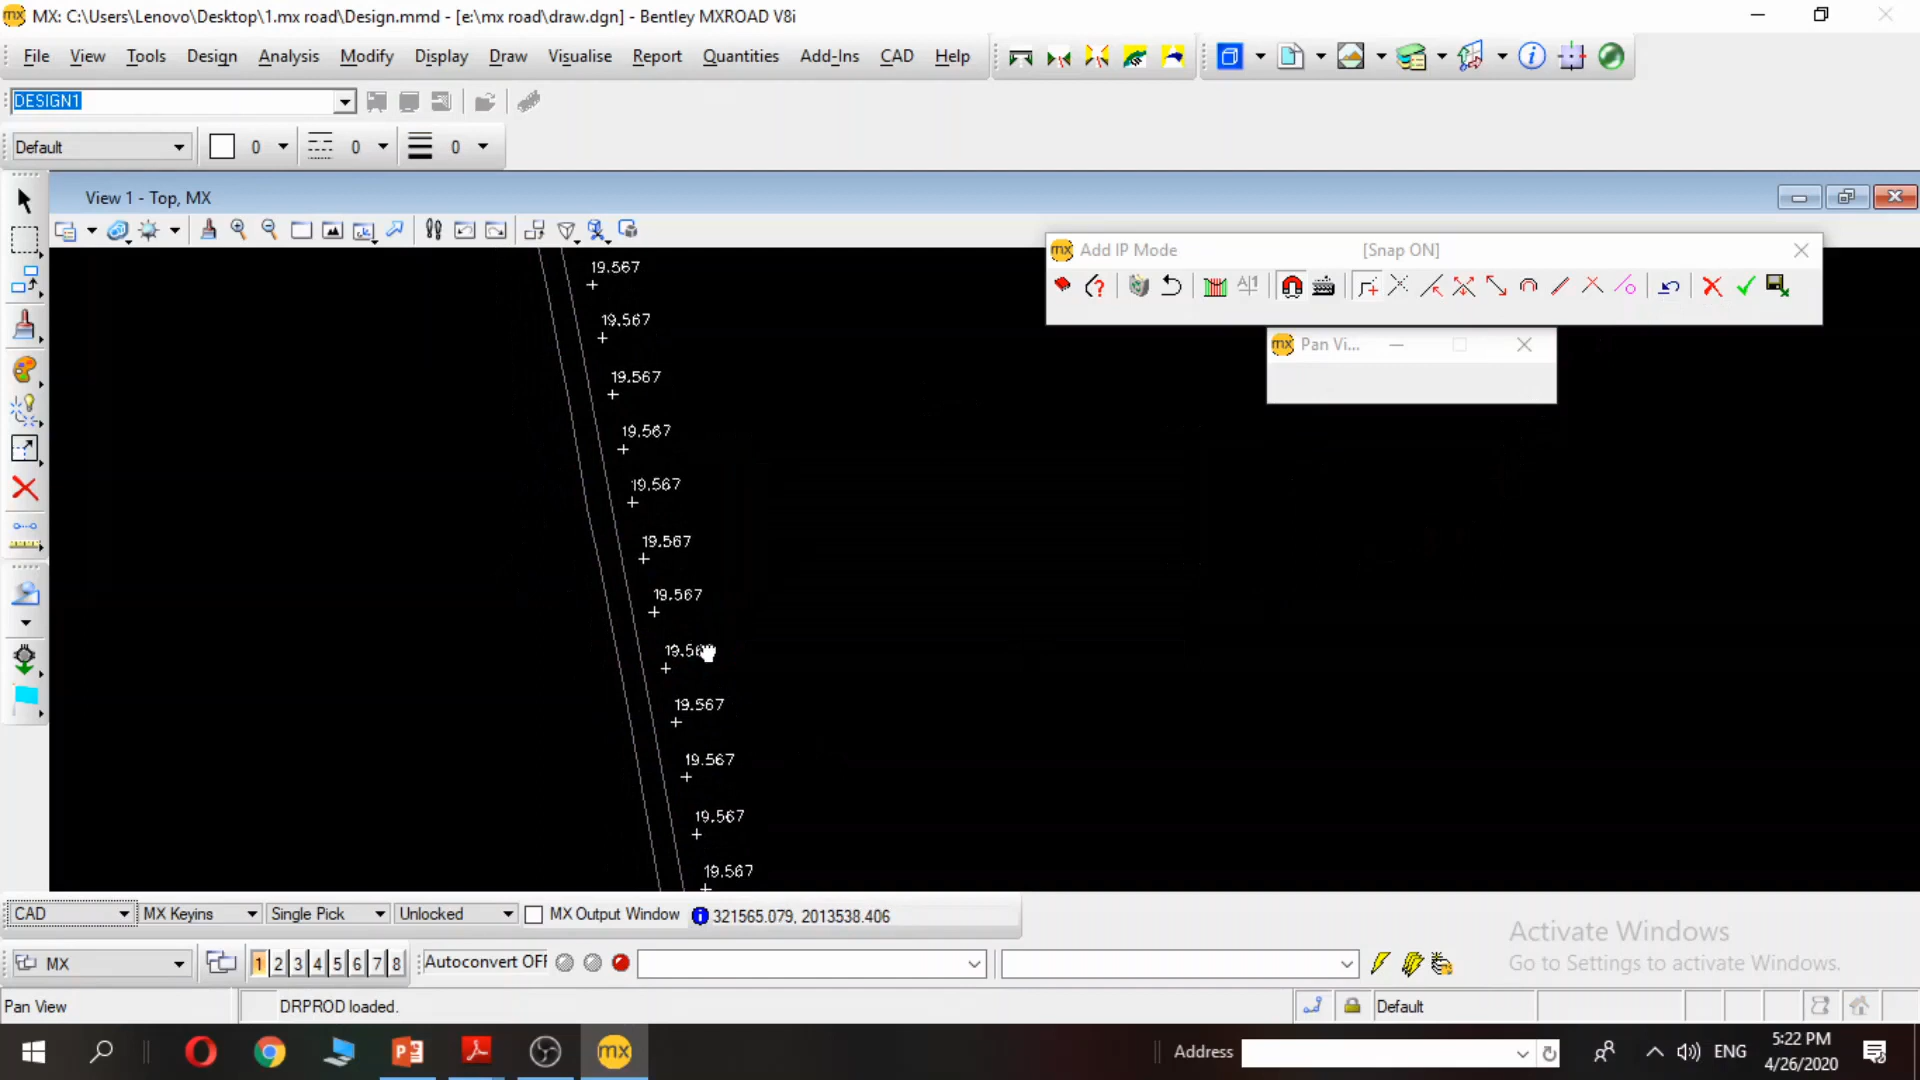 MX: C:\Users\Lenovo\Desktop\1.mx road\Design.mmd - [e:\mx road\draw.dgn] - Bentley MXROAD V8i
File View Tools Design Analysis Modify Display Draw Visualise Report Quantities Add-Ins CAD Help
DESIGN1
Default 0 0 0
View 1 - Top, MX
mx Add IP Mode [Snap ON]
mx Pan Vi...
19.567
19.567
19.567
19.567
19.567
19.567
19.567
19.567
19.567
19.567
19.567
CAD MX Keyins Single Pick Unlocked MX Output Window 321565.079, 2013538.406
Activate Windows
Go to Settings to activate Windows.
MX 1 2 3 4 5 6 7 8 Autoconvert OFF
Pan View DRPROD loaded. Default
Address ENG
5:22 PM
4/26/2020